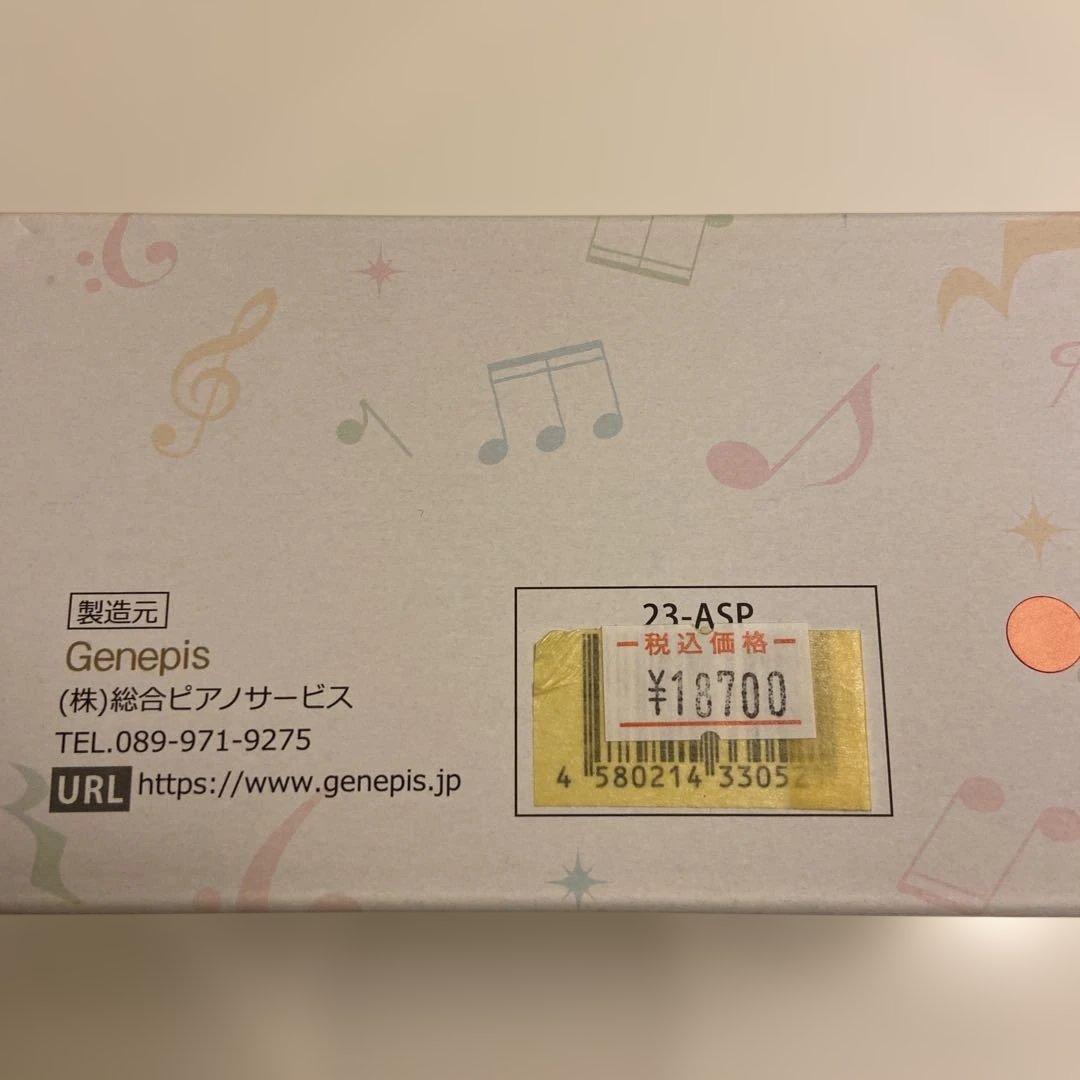 製造元
Genepis
(株)総合ピアノサービス
TEL.089-971-9275
URL https://www.genepis.jp
23-ASP
税込価格
¥18700
4 580214 33052